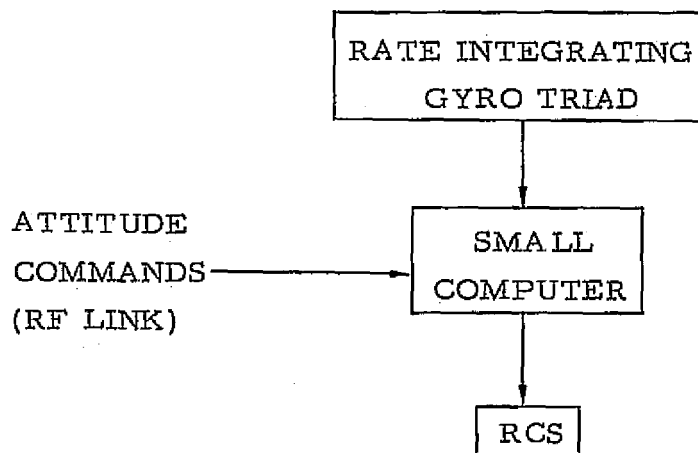 RATE INTEGRATING
GYRO TRIAD
ATTITUDE
COMMANDS
(RF LINK)
SMALL
COMPUTER
RCS